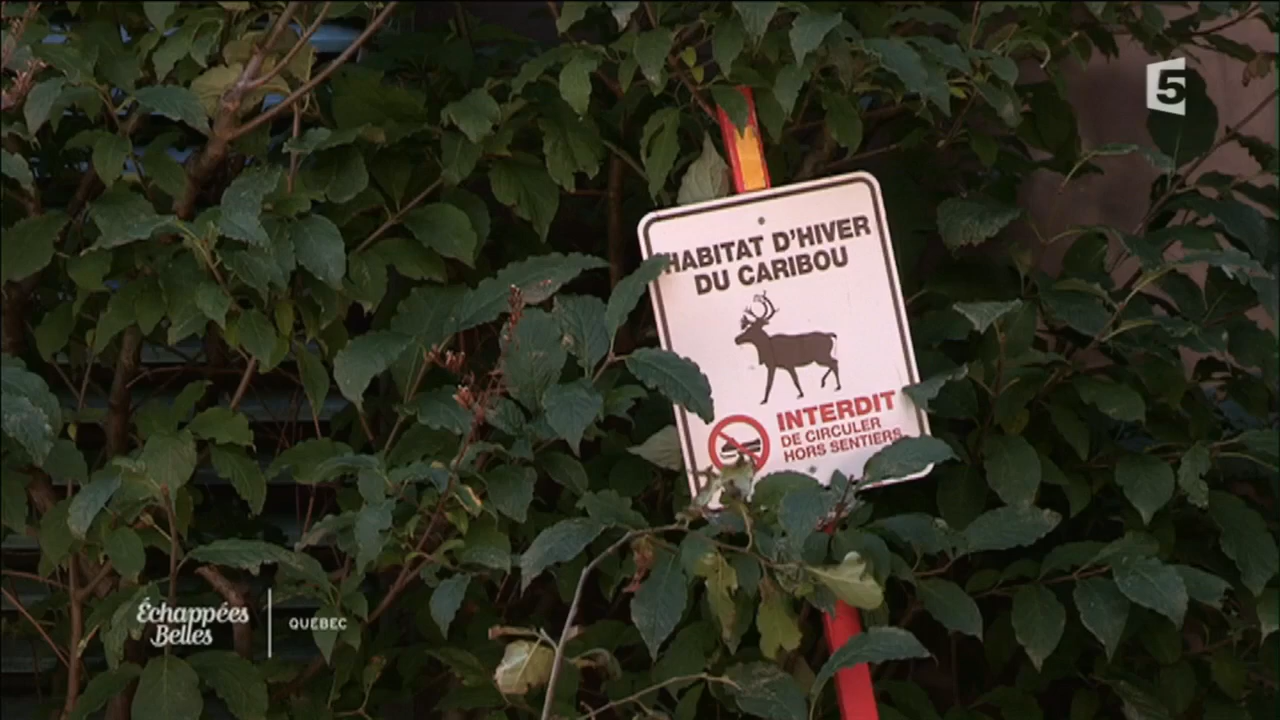 5
HABITAT D'HIVER
DU CARIBOU
INTERDIT
DE CIRCULER
HORS SENTIERS
Échappées
Belles
QUÉBEC